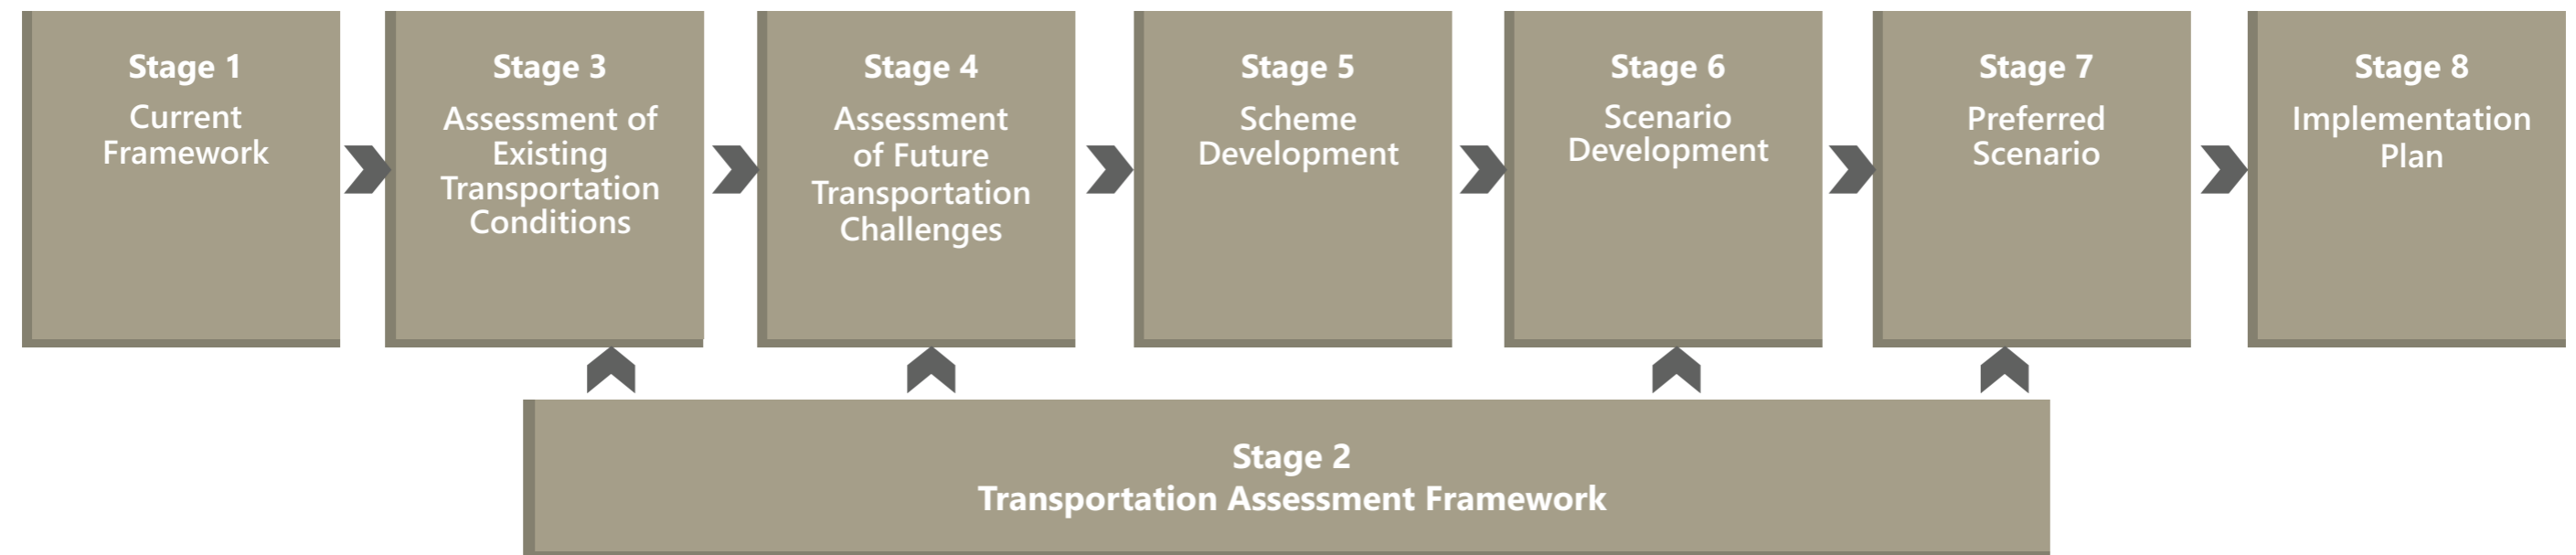 Stage 1
Current
Framework
Stage 3
Assessment of
Existing
Transportation
Conditions
Stage 4
Assessment
of Future
Transportation
Challenges
Stage 5
Scheme
Development
Stage 6
Scenario
Development
Stage 7
Preferred
Scenario
Stage 8
Implementation
Plan
Stage 2
Transportation Assessment Framework